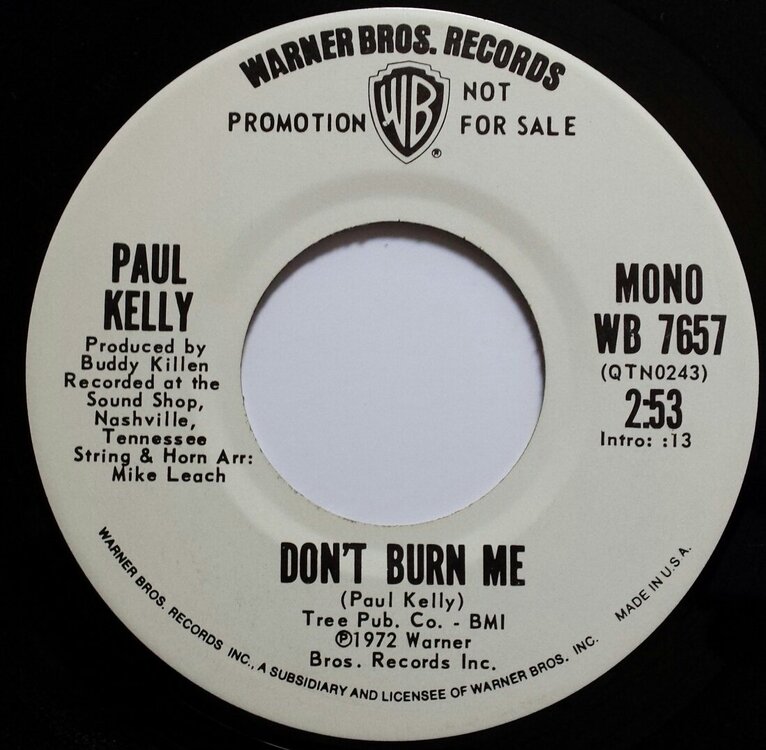 WARNER BROS. RECORDS
PROMOTION WB ® NOT FOR SALE
PAUL
KELLY
Produced by
Buddy Killen
Recorded at the
Sound Shop,
Nashville,
Tennessee
String & Horn Arr:
Mike Leach
MONO
WB 7657
(QTN0243)
2:53
Intro: :13
DON'T BURN ME
(Paul Kelly)
Tree Pub. Co. - BMI
℗1972 Warner
Bros. Records Inc.
WARNER BROS. RECORDS INC., A SUBSIDIARY AND LICENSEE OF WARNER BROS. INC. MADE IN U.S.A.